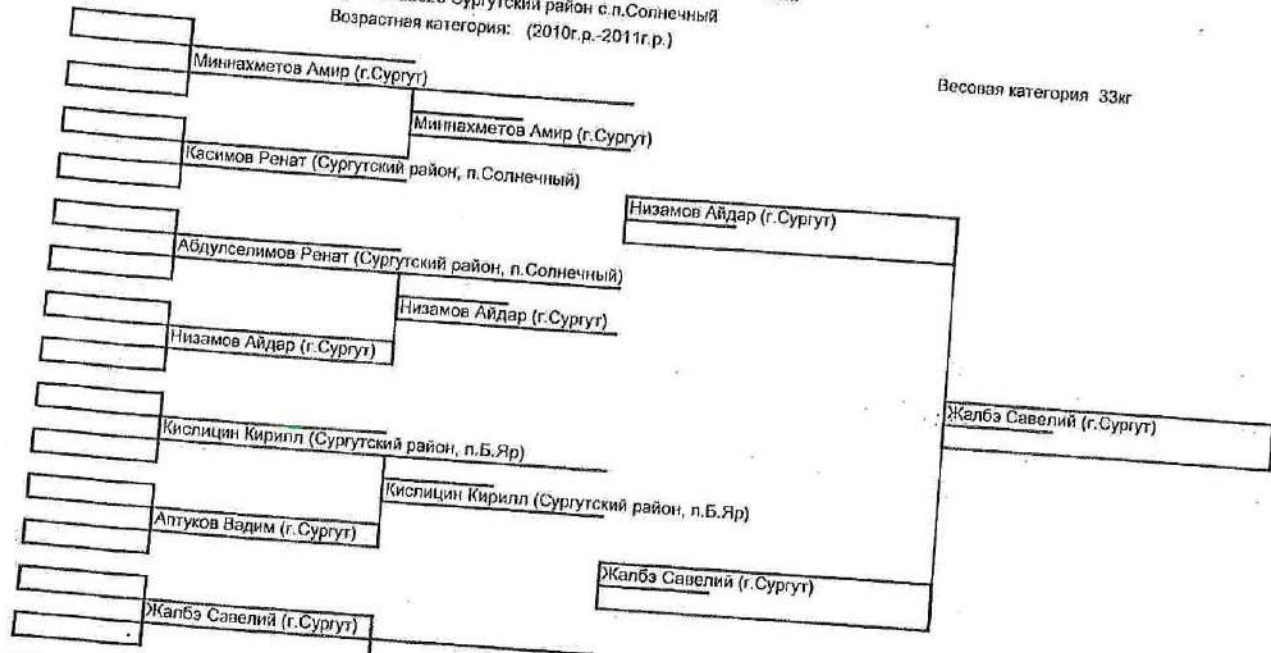 Сургутский район с.п.Солнечный
Возрастная категория: (2010г.р.-2011г.р.)
Весовая категория 33кг
Миннахметов Амир (г.Сургут)
Миннахметов Амир (г.Сургут)
Касимов Ренат (Сургутский район, п.Солнечный)
Низамов Айдар (г.Сургут)
Абдулселимов Ренат (Сургутский район, п.Солнечный)
Низамов Айдар (г.Сургут)
Низамов Айдар (г.Сургут)
Жалбэ Савелий (г.Сургут)
Кислицин Кирилл (Сургутский район, п.Б.Яр)
Кислицин Кирилл (Сургутский район, п.Б.Яр)
Аптуков Вадим (г.Сургут)
Жалбэ Савелий (г.Сургут)
Жалбэ Савелий (г.Сургут)